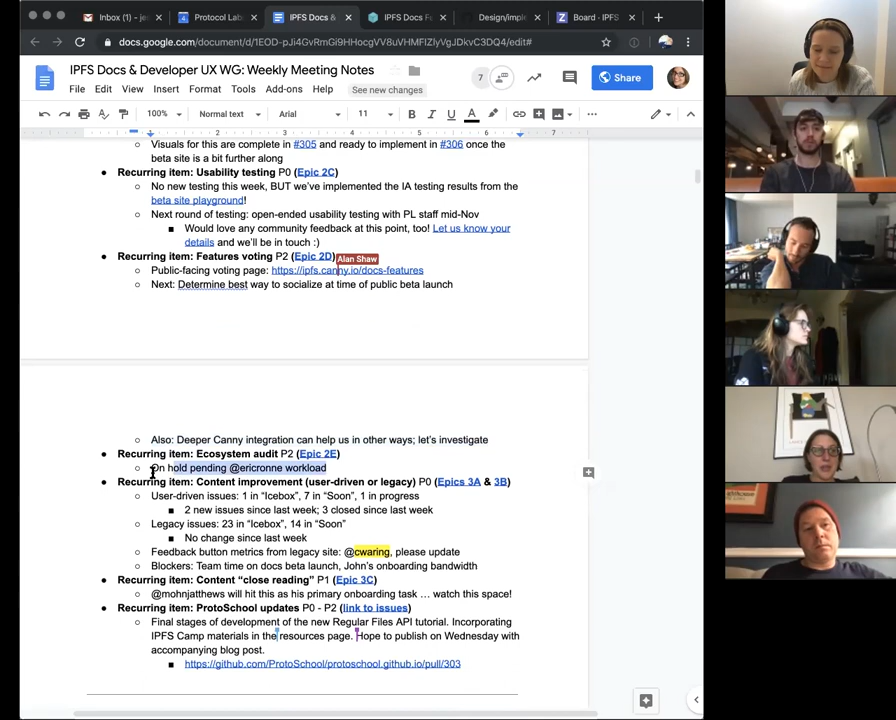 Inbox (1) - je
Protocol Lab
IPFS Docs &
IPFS Docs F
Design/imple
Board · IPFS
docs.google.com/document/d/1EOD-pJi4GvRmGi9HHocgVV8uVHMFIZlyVgJDkvC3DQ4/edit#
IPFS Docs & Developer UX WG: Weekly Meeting Notes
7
Share
File Edit View Insert Format Tools Add-ons Help See new changes
100% Normal text Arial 11 B I U A
1 2 3 4 5 6 7
Visuals for this are complete in #305 and ready to implement in #306 once the
beta site is a bit further along
Recurring item: Usability testing P0 (Epic 2C)
No new testing this week, BUT we've implemented the IA testing results from the
beta site playground!
Next round of testing: open-ended usability testing with PL staff mid-Nov
Would love any community feedback at this point, too! Let us know your
details and we'll be in touch :)
Recurring item: Features voting P2 (Epic 2D)
Alan Shaw
Public-facing voting page: https://ipfs.canny.io/docs-features
Next: Determine best way to socialize at time of public beta launch
Also: Deeper Canny integration can help us in other ways; let's investigate
Recurring item: Ecosystem audit P2 (Epic 2E)
On hold pending @ericronne workload
Recurring item: Content improvement (user-driven or legacy) P0 (Epics 3A & 3B)
User-driven issues: 1 in "Icebox", 7 in "Soon", 1 in progress
2 new issues since last week; 3 closed since last week
Legacy issues: 23 in "Icebox", 14 in "Soon"
No change since last week
Feedback button metrics from legacy site: @cwaring, please update
Blockers: Team time on docs beta launch, John's onboarding bandwidth
Recurring item: Content "close reading" P1 (Epic 3C)
@mohnjatthews will hit this as his primary onboarding task … watch this space!
Recurring item: ProtoSchool updates P0 - P2 (link to issues)
Final stages of development of the new Regular Files API tutorial. Incorporating
IPFS Camp materials in the resources page. Hope to publish on Wednesday with
accompanying blog post.
https://github.com/ProtoSchool/protoschool.github.io/pull/303